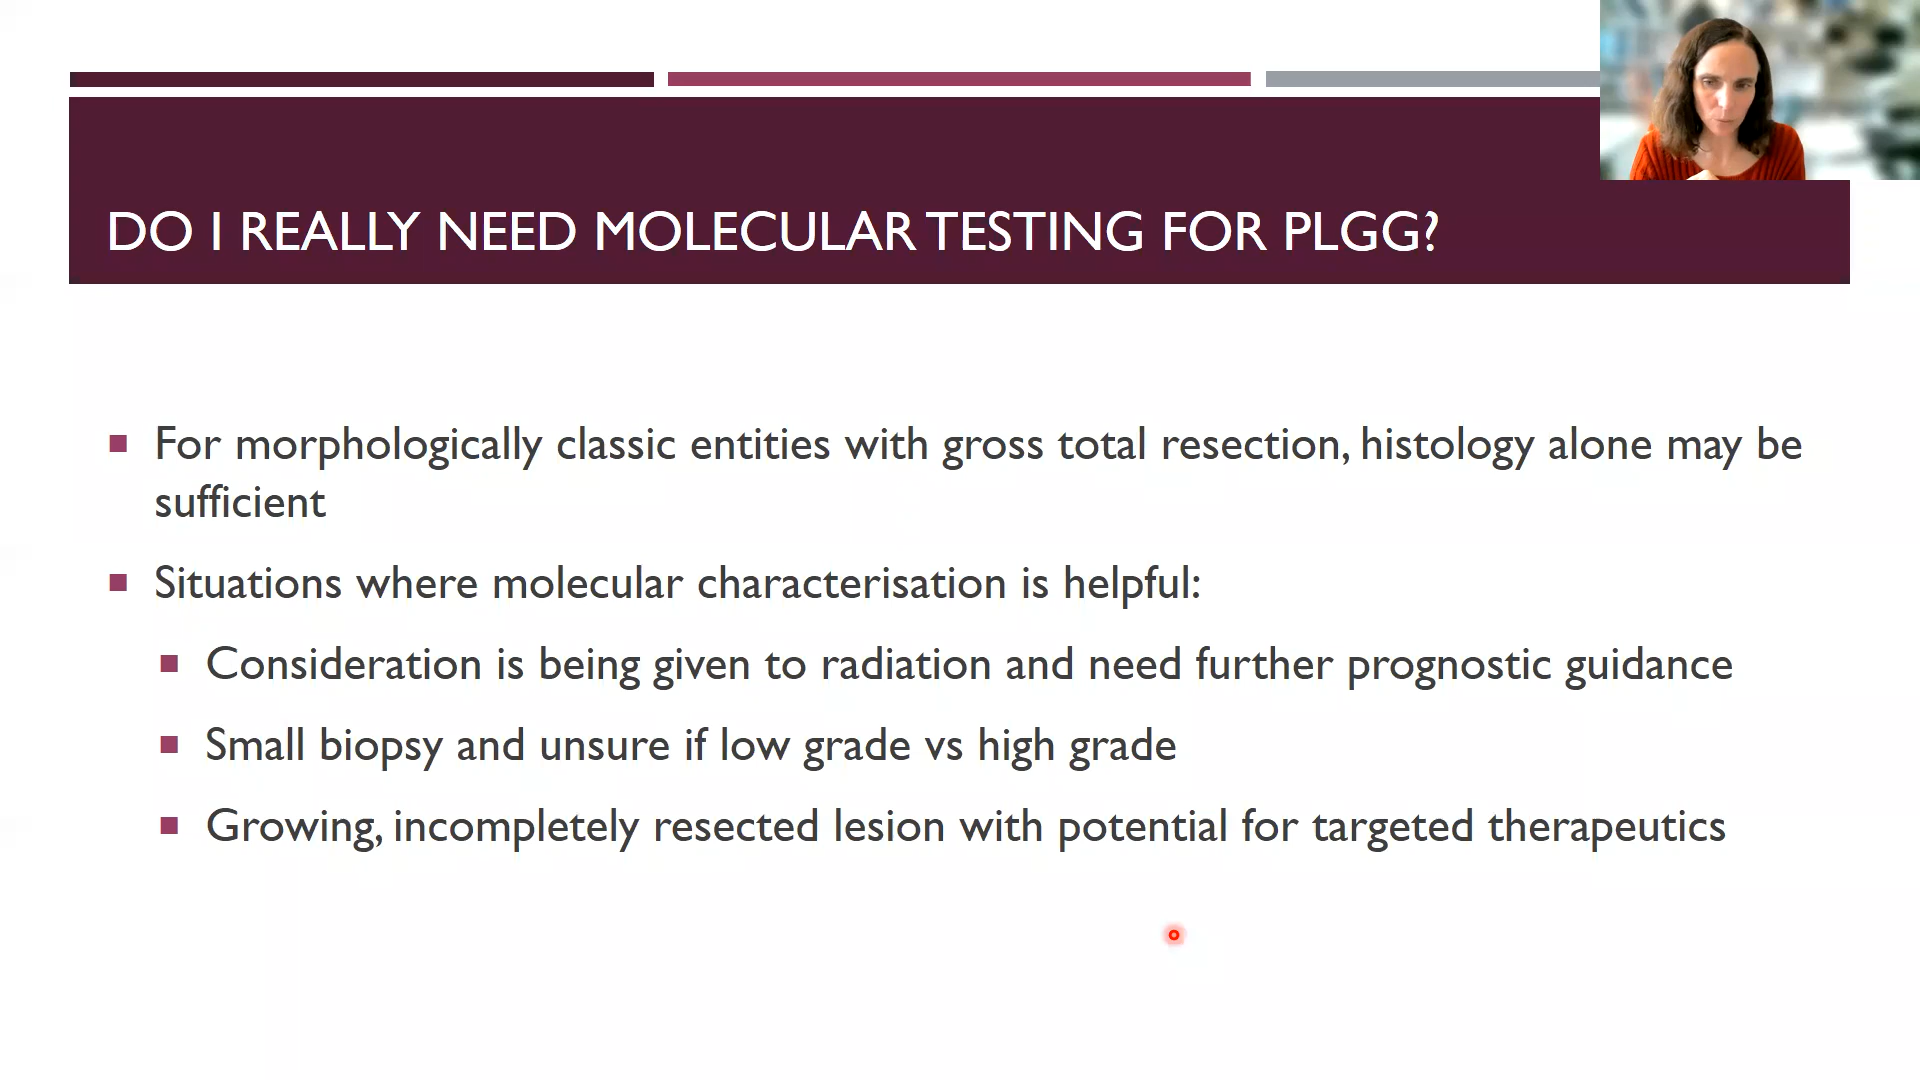 DO I REALLY NEED MOLECULAR TESTING FOR PLGG?
For morphologically classic entities with gross total resection, histology alone may be
sufficient
Situations where molecular characterisation is helpful:
Consideration is being given to radiation and need further prognostic guidance
Small biopsy and unsure if low grade vs high grade
Growing, incompletely resected lesion with potential for targeted therapeutics